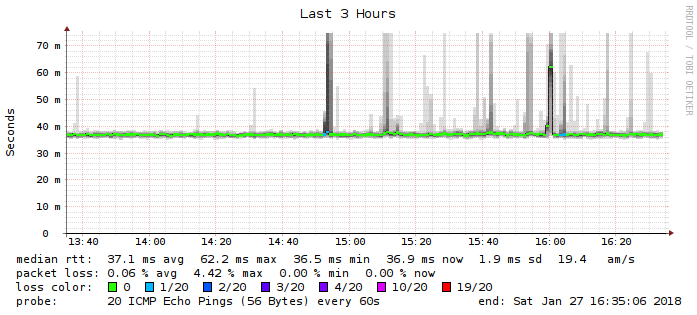 Last 3 Hours
RRDTOOL / TOBI OETIKER
Seconds
70 m
60 m
50 m
40 m
30 m
20 m
10 m
0
13:40 14:00 14:20 14:40 15:00 15:20 15:40 16:00 16:20
median rtt: 37.1 ms avg 62.2 ms max 36.5 ms min 36.9 ms now 1.9 ms sd 19.4 am/s
packet loss: 0.06 % avg 4.42 % max 0.00 % min 0.00 % now
loss color: 0 1/20 2/20 3/20 4/20 10/20 19/20
probe: 20 ICMP Echo Pings (56 Bytes) every 60s end: Sat Jan 27 16:35:06 2018